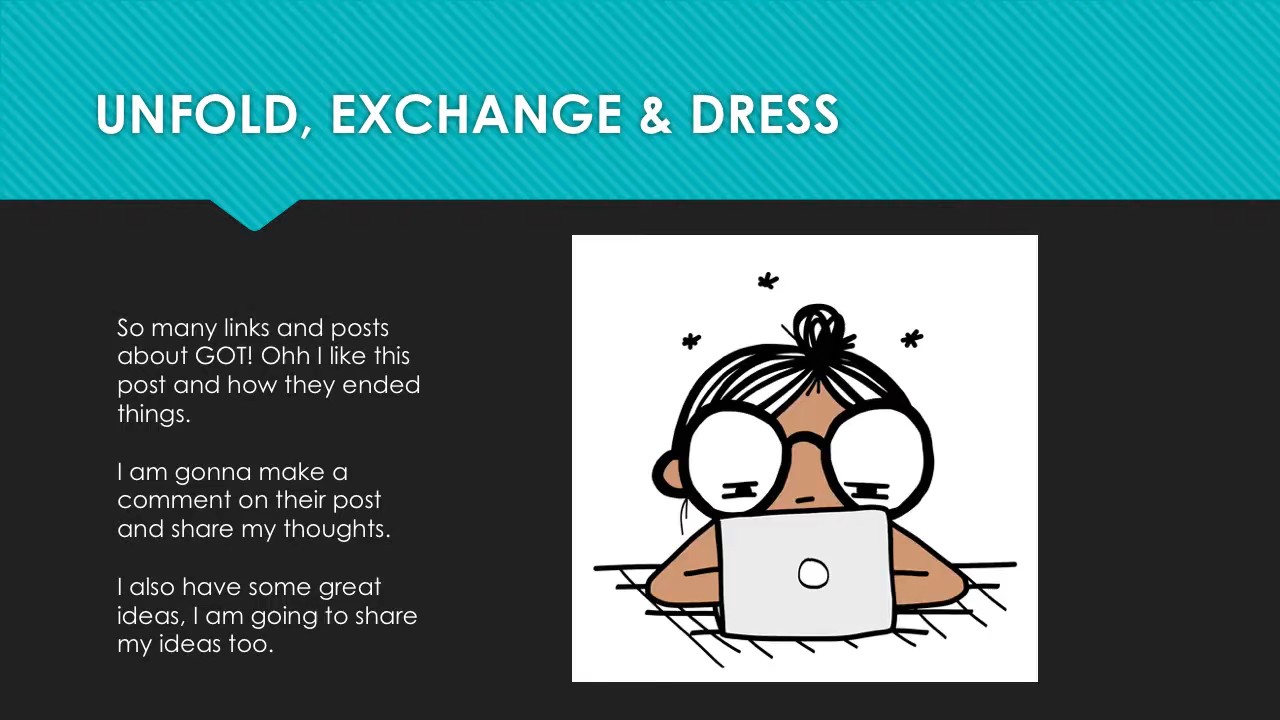 UNFOLD, EXCHANGE & DRESS
So many links and posts
about GOT! Ohh I like this
post and how they ended
things.
I am gonna make a
comment on their post
and share my thoughts.
I also have some great
ideas, I am going to share
my ideas too.